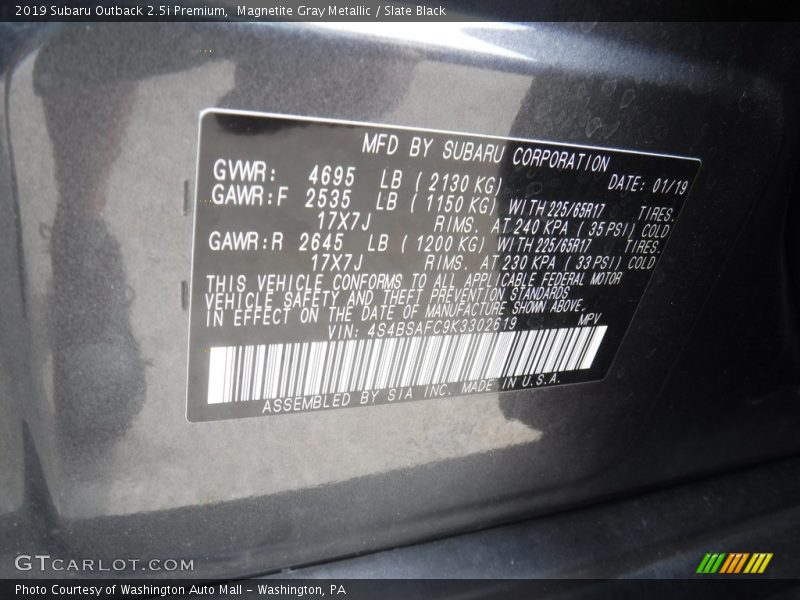 2019 Subaru Outback 2.5i Premium,  Magnetite Gray Metallic / Slate Black
MFD BY SUBARU CORPORATION
GVWR: 4695 LB ( 2130 KG) DATE: 01/19
GAWR:F 2535 LB ( 1150 KG) WITH 225/65R17 TIRES.
17X7J RIMS. AT 240 KPA ( 35 PSI) COLD
GAWR:R 2645 LB ( 1200 KG) WITH 225/65R17 TIRES.
17X7J RIMS. AT 230 KPA ( 33 PSI) COLD
THIS VEHICLE CONFORMS TO ALL APPLICABLE FEDERAL MOTOR
VEHICLE SAFETY AND THEFT PREVENTION STANDARDS
IN EFFECT ON THE DATE OF MANUFACTURE SHOWN ABOVE.
VIN: 4S4BSAFC9K3302619 MPV
ASSEMBLED BY SIA INC. MADE IN U.S.A.
GTCARLOT.COM
Photo Courtesy of Washington Auto Mall – Washington, PA